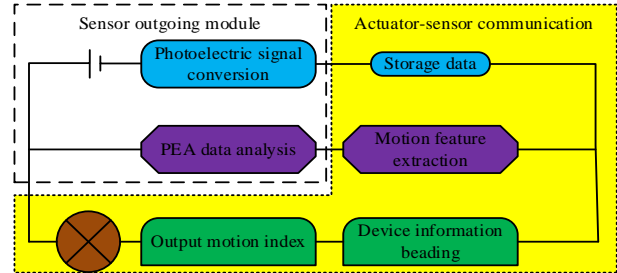 Sensor outgoing module
Actuator-sensor communication
Photoelectric signal
conversion
Storage data
PEA data analysis
Motion feature
extraction
Output motion index
Device information
beading